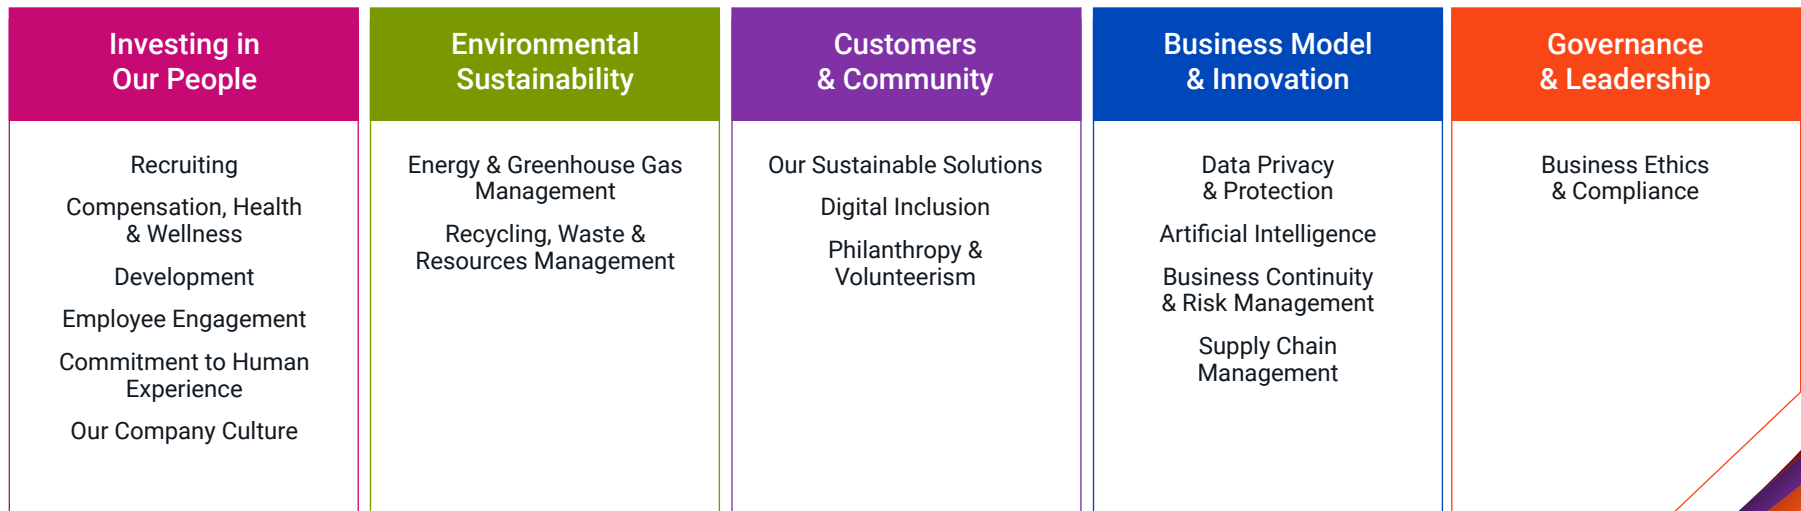 Investing in
Our People
Recruiting
Compensation, Health
& Wellness
Development
Employee Engagement
Commitment to Human
Experience
Our Company Culture
Environmental
Sustainability
Energy & Greenhouse Gas
Management
Recycling, Waste &
Resources Management
Customers
& Community
Our Sustainable Solutions
Digital Inclusion
Philanthropy &
Volunteerism
Business Model
& Innovation
Data Privacy
& Protection
Artificial Intelligence
Business Continuity
& Risk Management
Supply Chain
Management
Governance
& Leadership
Business Ethics
& Compliance